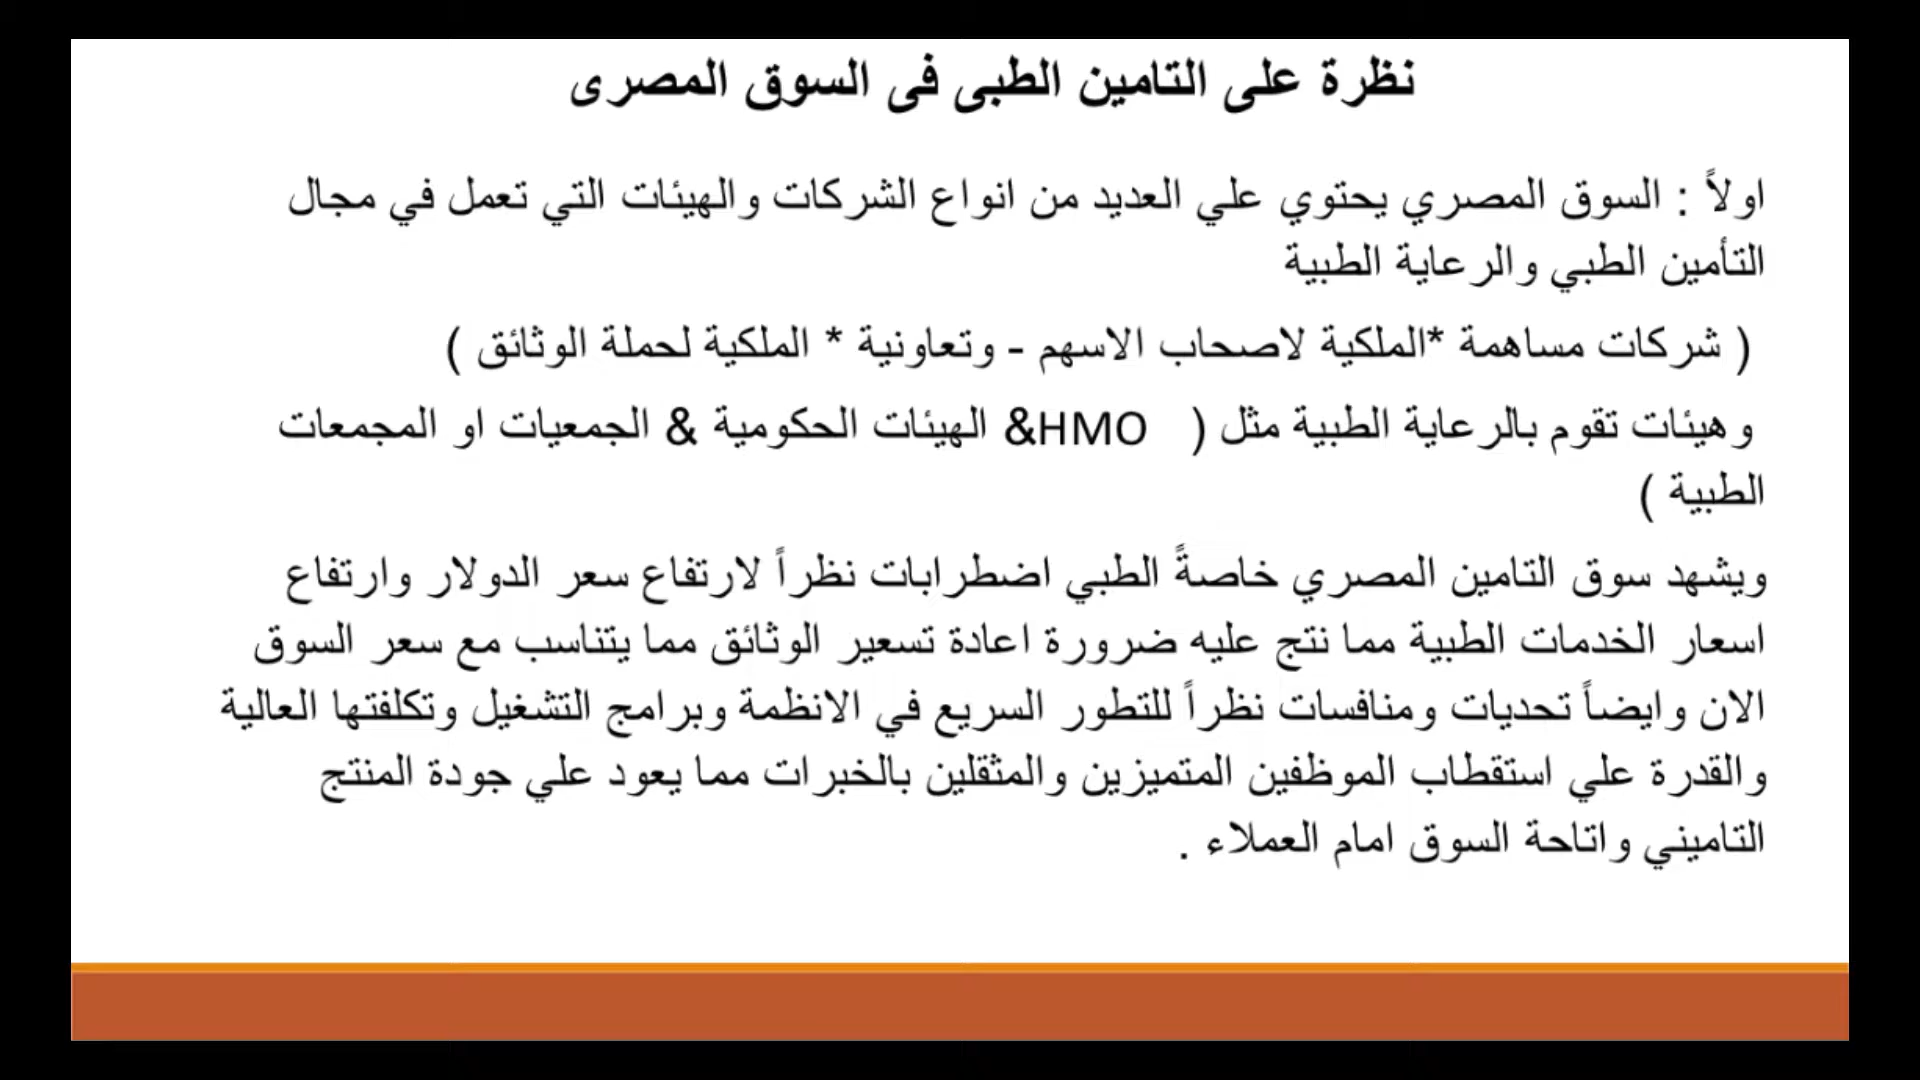 نظرة على التامين الطبى فى السوق المصرى
اولاً : السوق المصري يحتوي علي العديد من انواع الشركات والهيئات التي تعمل في مجال
التأمين الطبي والرعاية الطبية
( شركات مساهمة *الملكية لاصحاب الاسهم - وتعاونية * الملكية لحملة الوثائق )
وهيئات تقوم بالرعاية الطبية مثل ( HMO& الهيئات الحكومية & الجمعيات او المجمعات
الطبية )
ويشهد سوق التامين المصري خاصةً الطبي اضطرابات نظراً لارتفاع سعر الدولار وارتفاع
اسعار الخدمات الطبية مما نتج عليه ضرورة اعادة تسعير الوثائق مما يتناسب مع سعر السوق
الان وايضاً تحديات ومنافسات نظراً للتطور السريع في الانظمة وبرامج التشغيل وتكلفتها العالية
والقدرة علي استقطاب الموظفين المتميزين والمثقلين بالخبرات مما يعود علي جودة المنتج
التاميني واتاحة السوق امام العملاء .